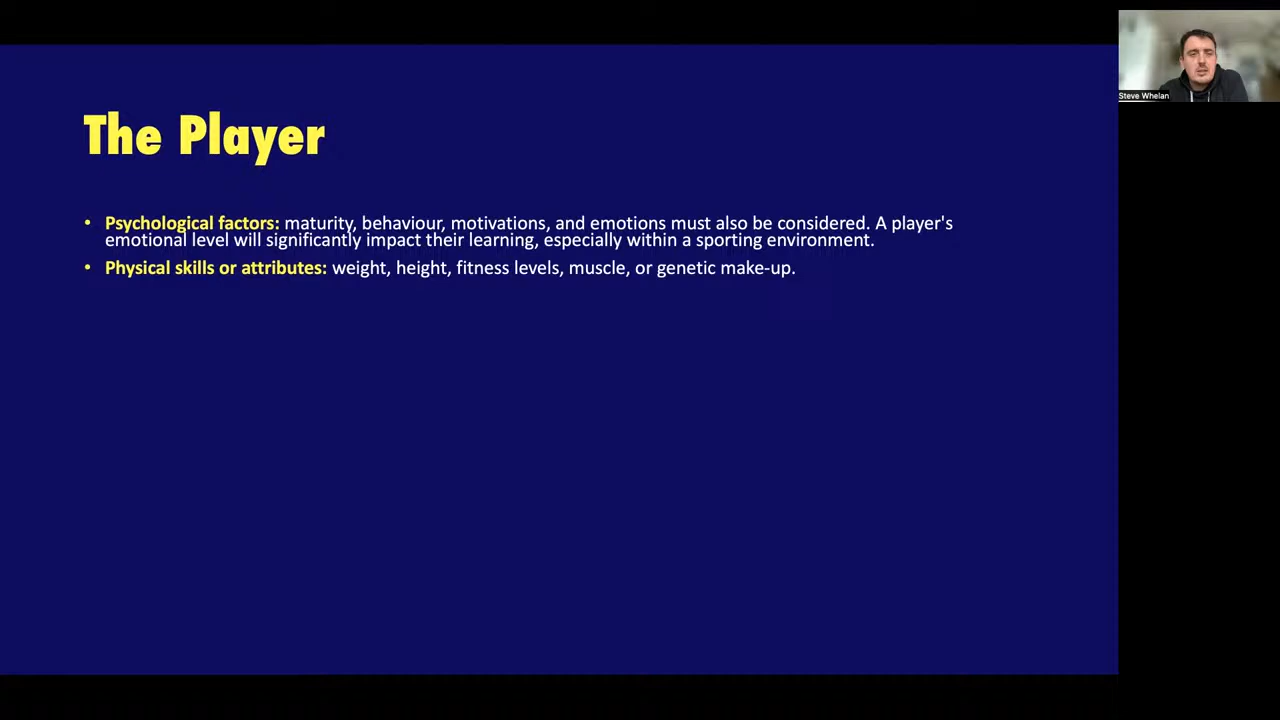 The Player
• Psychological factors: maturity, behaviour, motivations, and emotions must also be considered. A player's
emotional level will significantly impact their learning, especially within a sporting environment.
• Physical skills or attributes: weight, height, fitness levels, muscle, or genetic make-up.
Steve Whelan